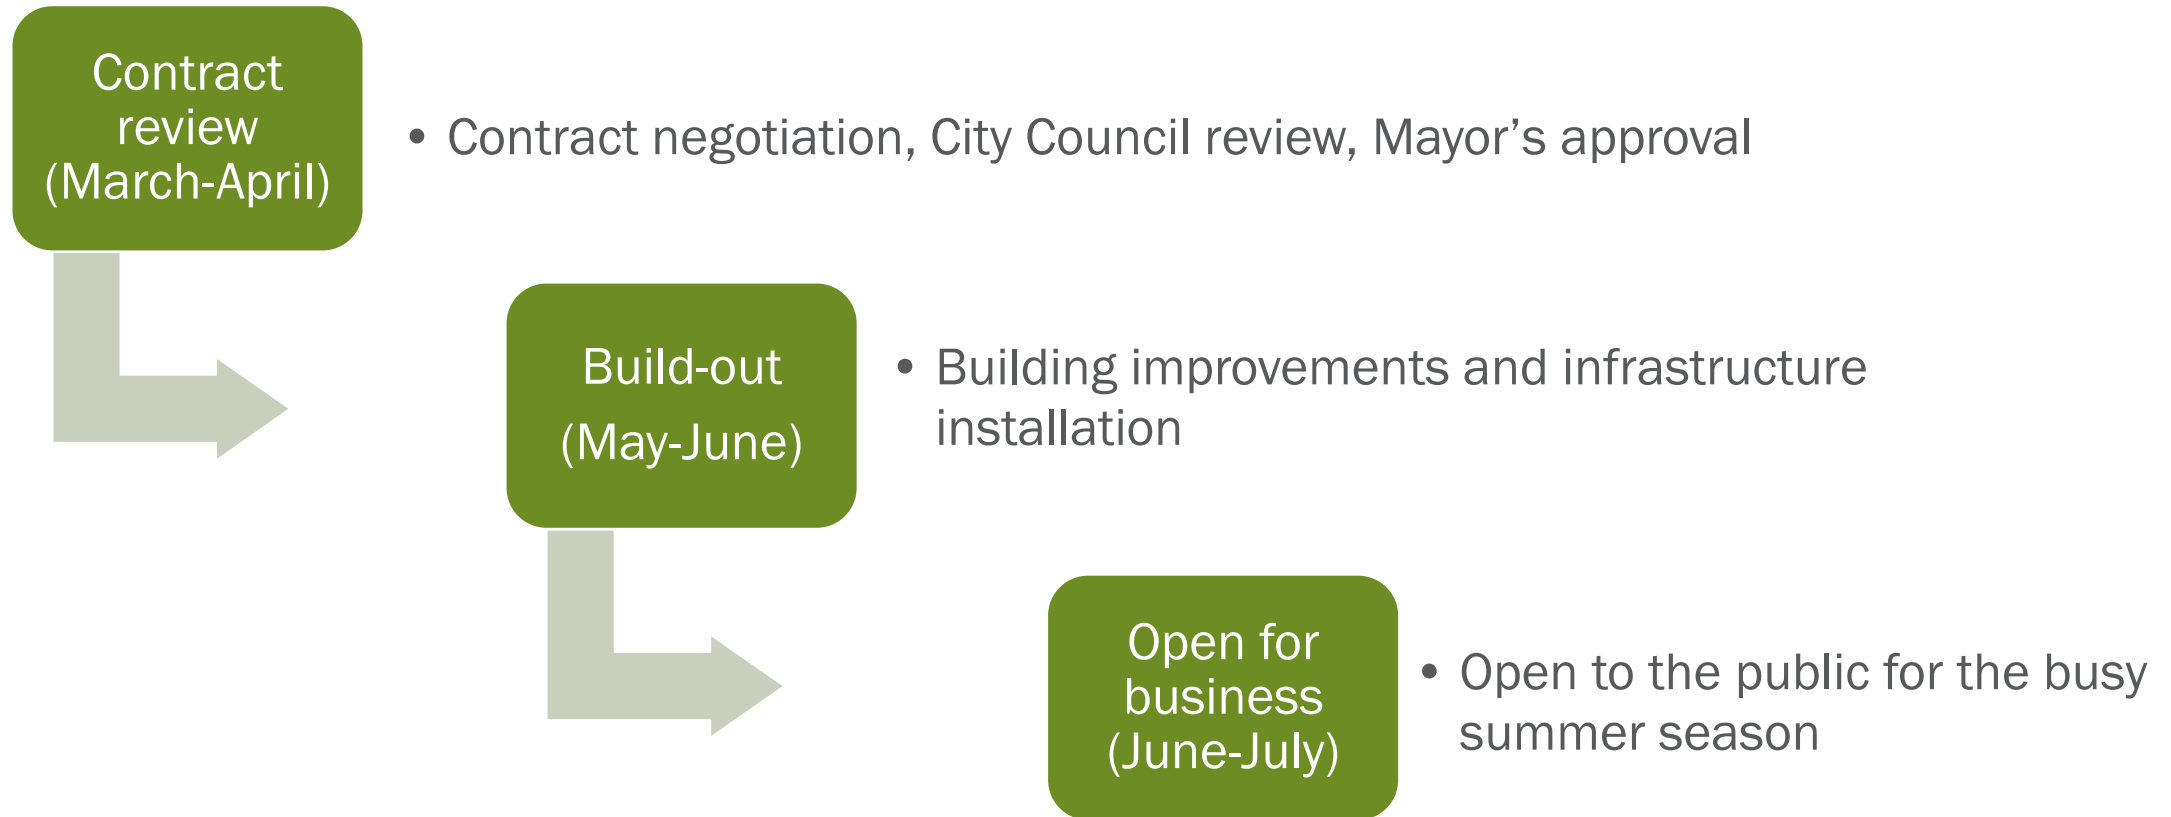 Contract
review
(March-April)
• Contract negotiation, City Council review, Mayor’s approval
Build-out
(May-June)
• Building improvements and infrastructure
installation
Open for
business
(June-July)
• Open to the public for the busy
summer season